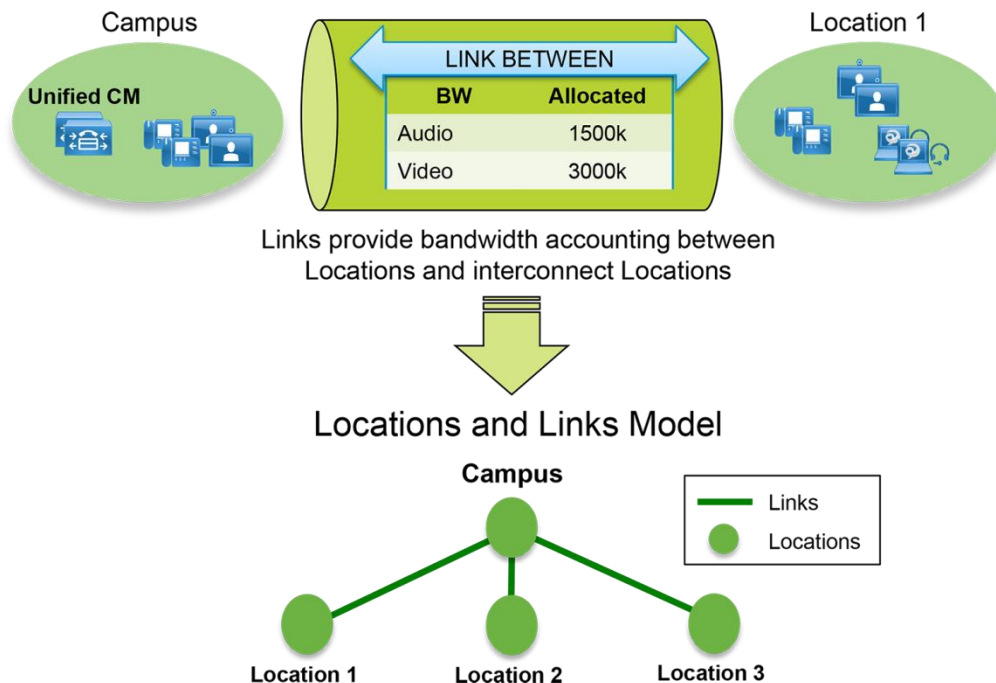 Campus
Location 1
LINK BETWEEN
Unified CM
BW Allocated
Audio 1500k
Video 3000k
Links provide bandwidth accounting between
Locations and interconnect Locations
Locations and Links Model
Campus
Links
Locations
Location 1
Location 2
Location 3